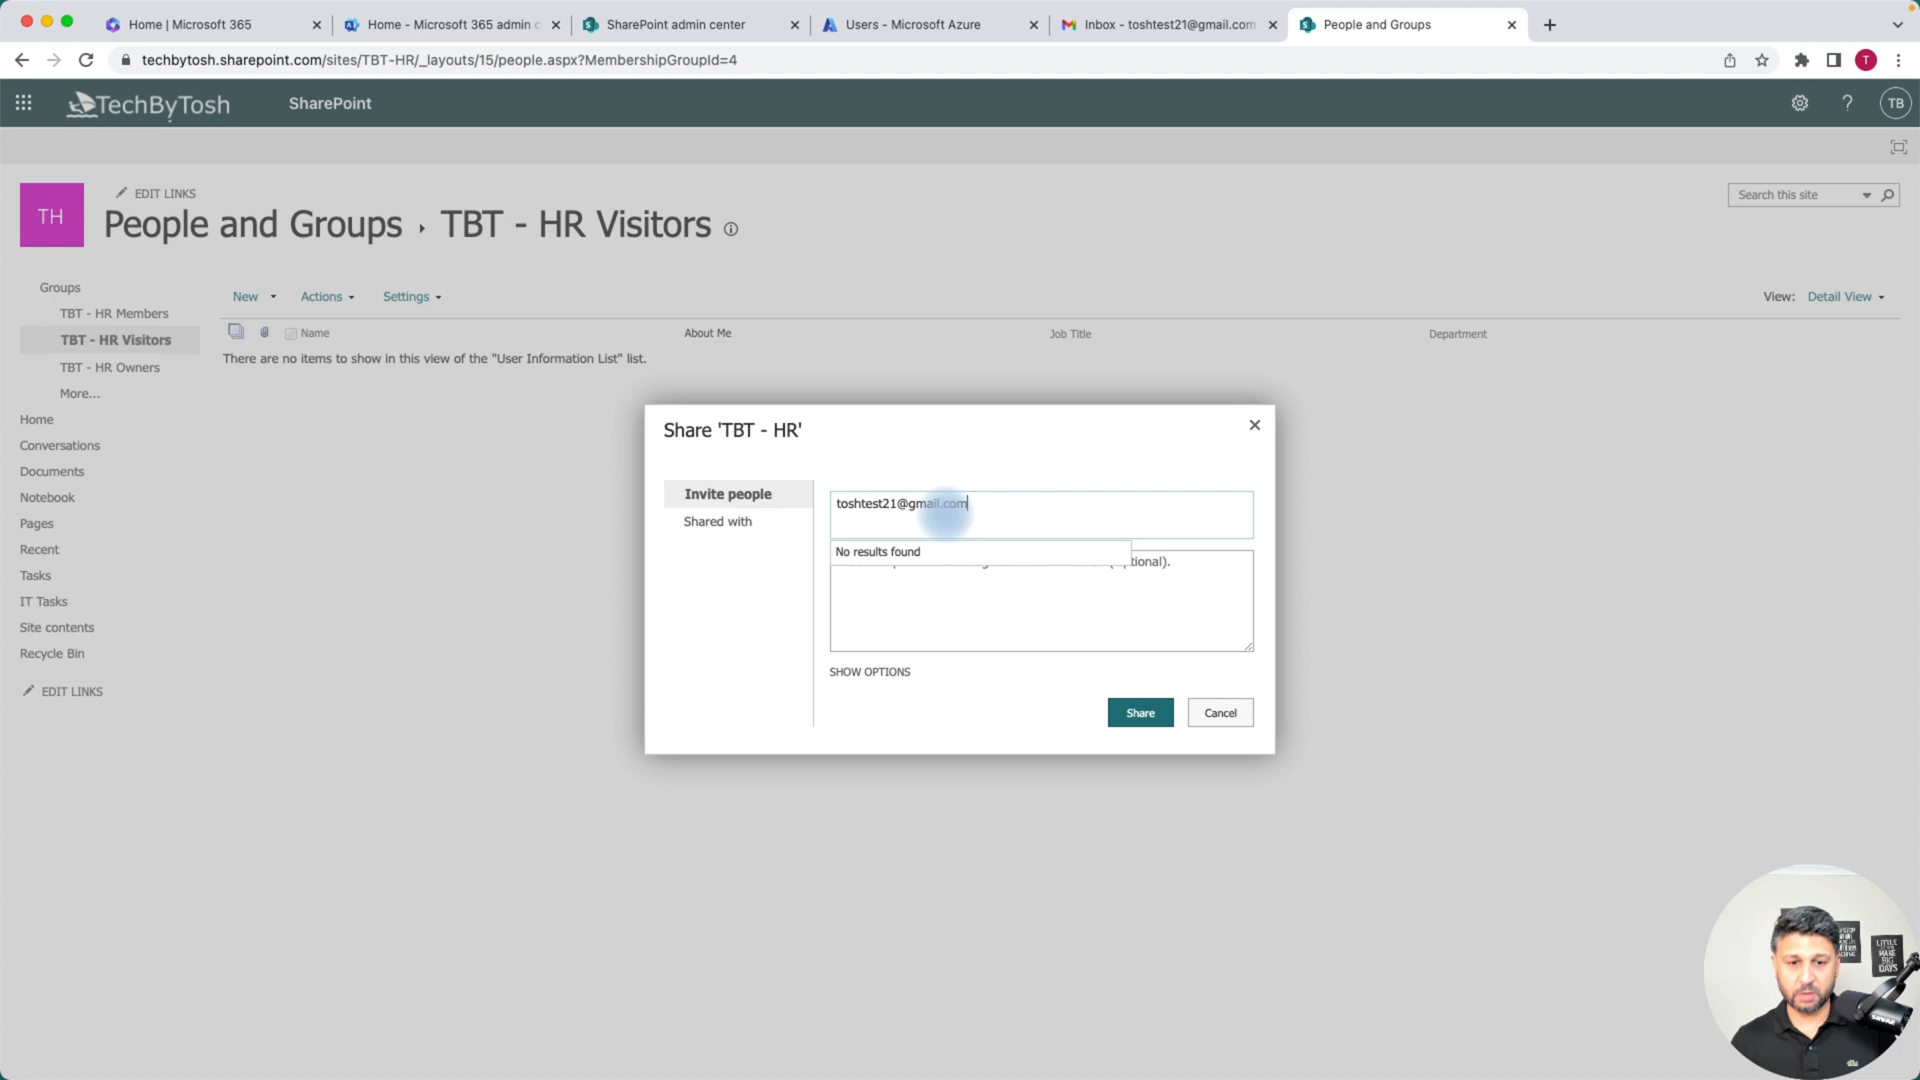 Home | Microsoft 365
Home - Microsoft 365 admin c
SharePoint admin center
Users - Microsoft Azure
Inbox - toshtest21@gmail.com
People and Groups
techbytosh.sharepoint.com/sites/TBT-HR/_layouts/15/people.aspx?MembershipGroupId=4
T
TechByTosh
SharePoint
?
TB
TH
EDIT LINKS
People and Groups ▸ TBT - HR Visitors
Search this site
Groups
TBT - HR Members
TBT - HR Visitors
TBT - HR Owners
More...
Home
Conversations
Documents
Notebook
Pages
Recent
Tasks
IT Tasks
Site contents
Recycle Bin
EDIT LINKS
New
Actions
Settings
View: Detail View
Name
About Me
Job Title
Department
There are no items to show in this view of the "User Information List" list.
Share 'TBT - HR'
Invite people
Shared with
toshtest21@gmail.com
No results found
tional).
SHOW OPTIONS
Share
Cancel
LITTLE
BIG
DAYS